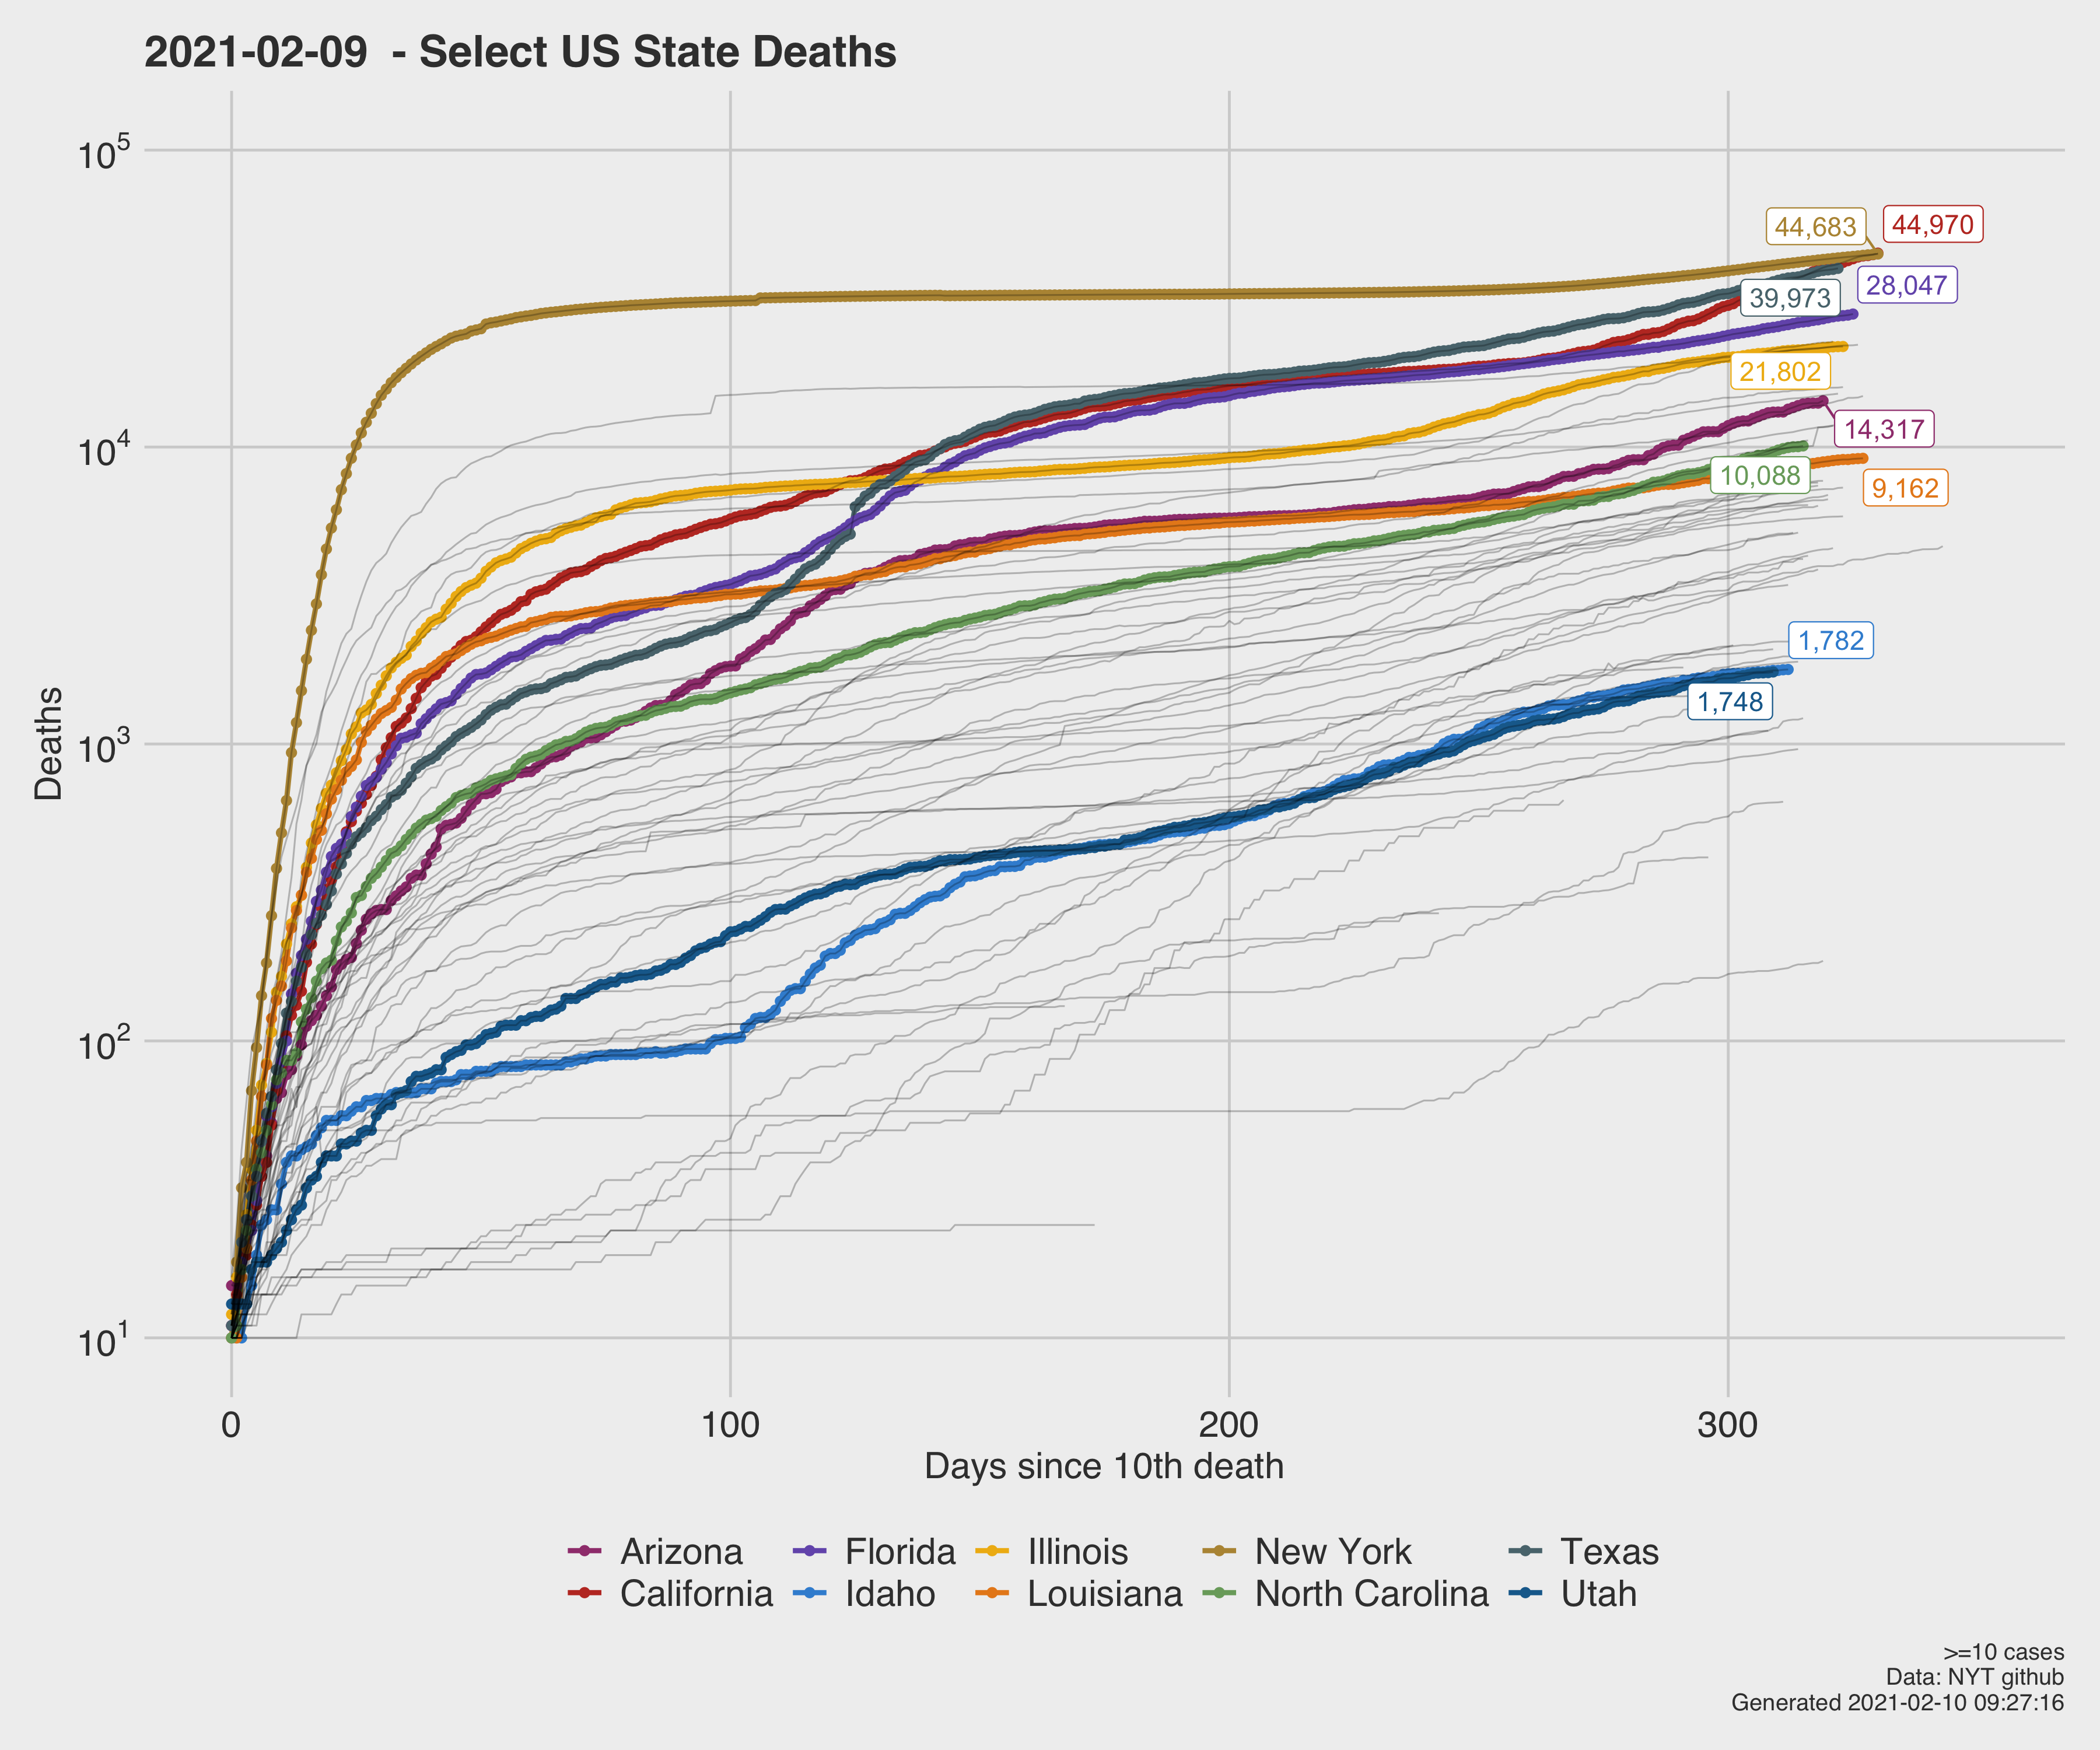 2021-02-09  - Select US State Deaths
10^5
10^4
10^3
10^2
10^1
Deaths
44,683
44,970
28,047
39,973
21,802
14,317
10,088
9,162
1,782
1,748
0 100 200 300
Days since 10th death
Arizona Florida Illinois New York Texas
California Idaho Louisiana North Carolina Utah
>=10 cases
Data: NYT github
Generated 2021-02-10 09:27:16